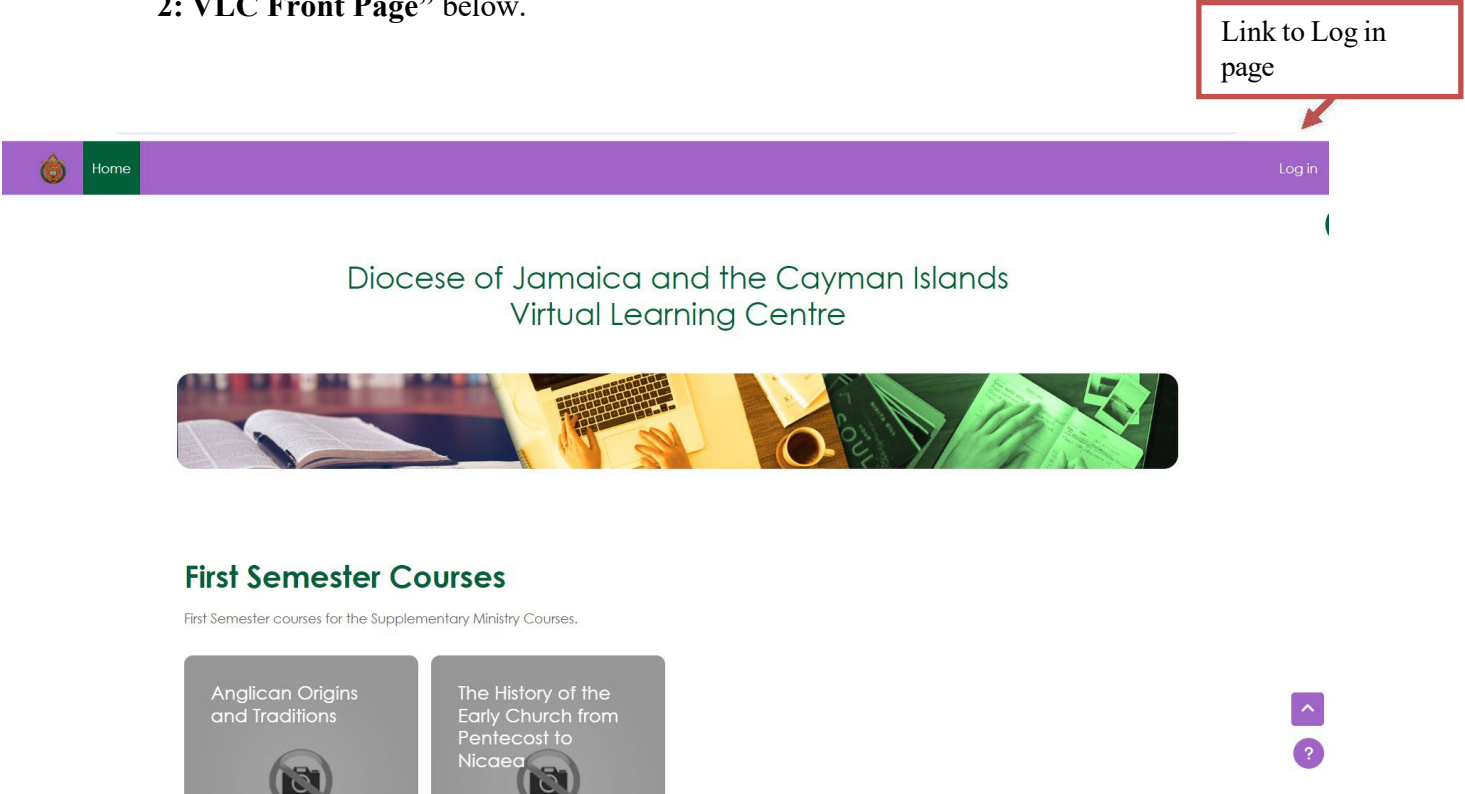 2: VLC Front Page” below.
Link to Log in
page
Home
Log in
Diocese of Jamaica and the Cayman Islands
Virtual Learning Centre
SOUL
First Semester Courses
First Semester courses for the Supplementary Ministry Courses.
Anglican Origins
and Traditions
The History of the
Early Church from
Pentecost to
Nicaea
?